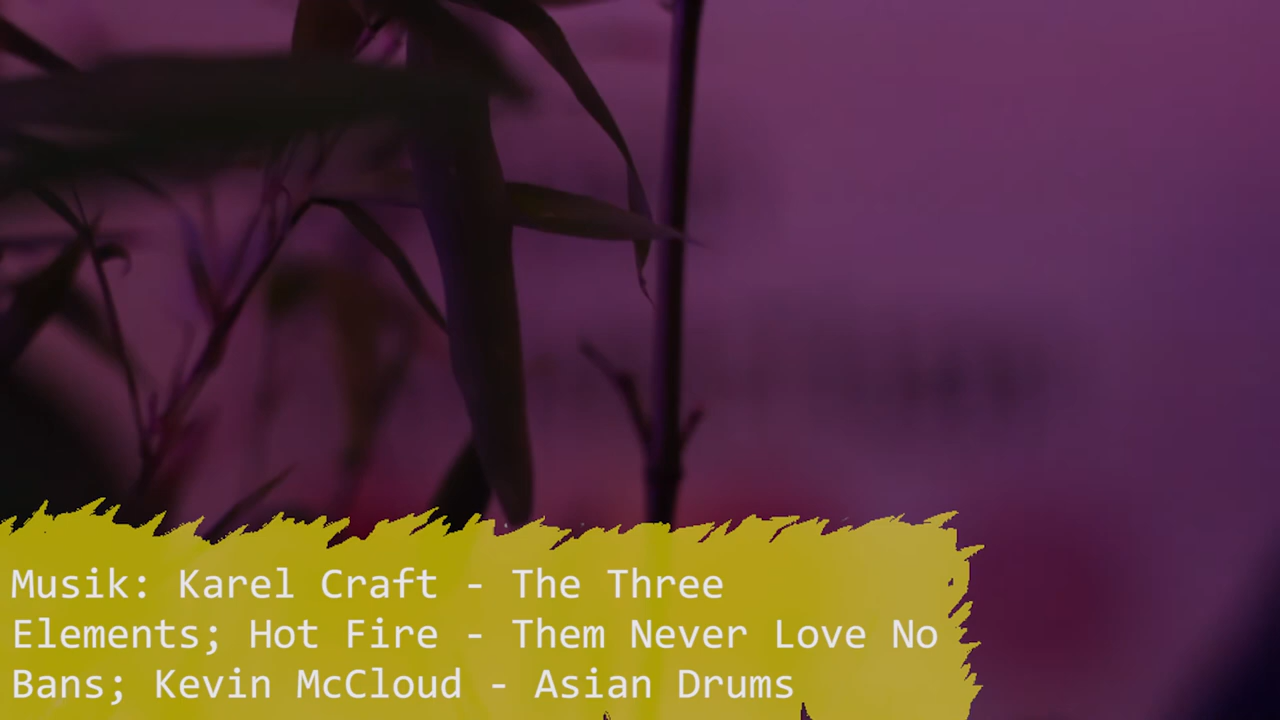 Musik: Karel Craft - The Three
Elements; Hot Fire - Them Never Love No
Bans; Kevin McCloud - Asian Drums